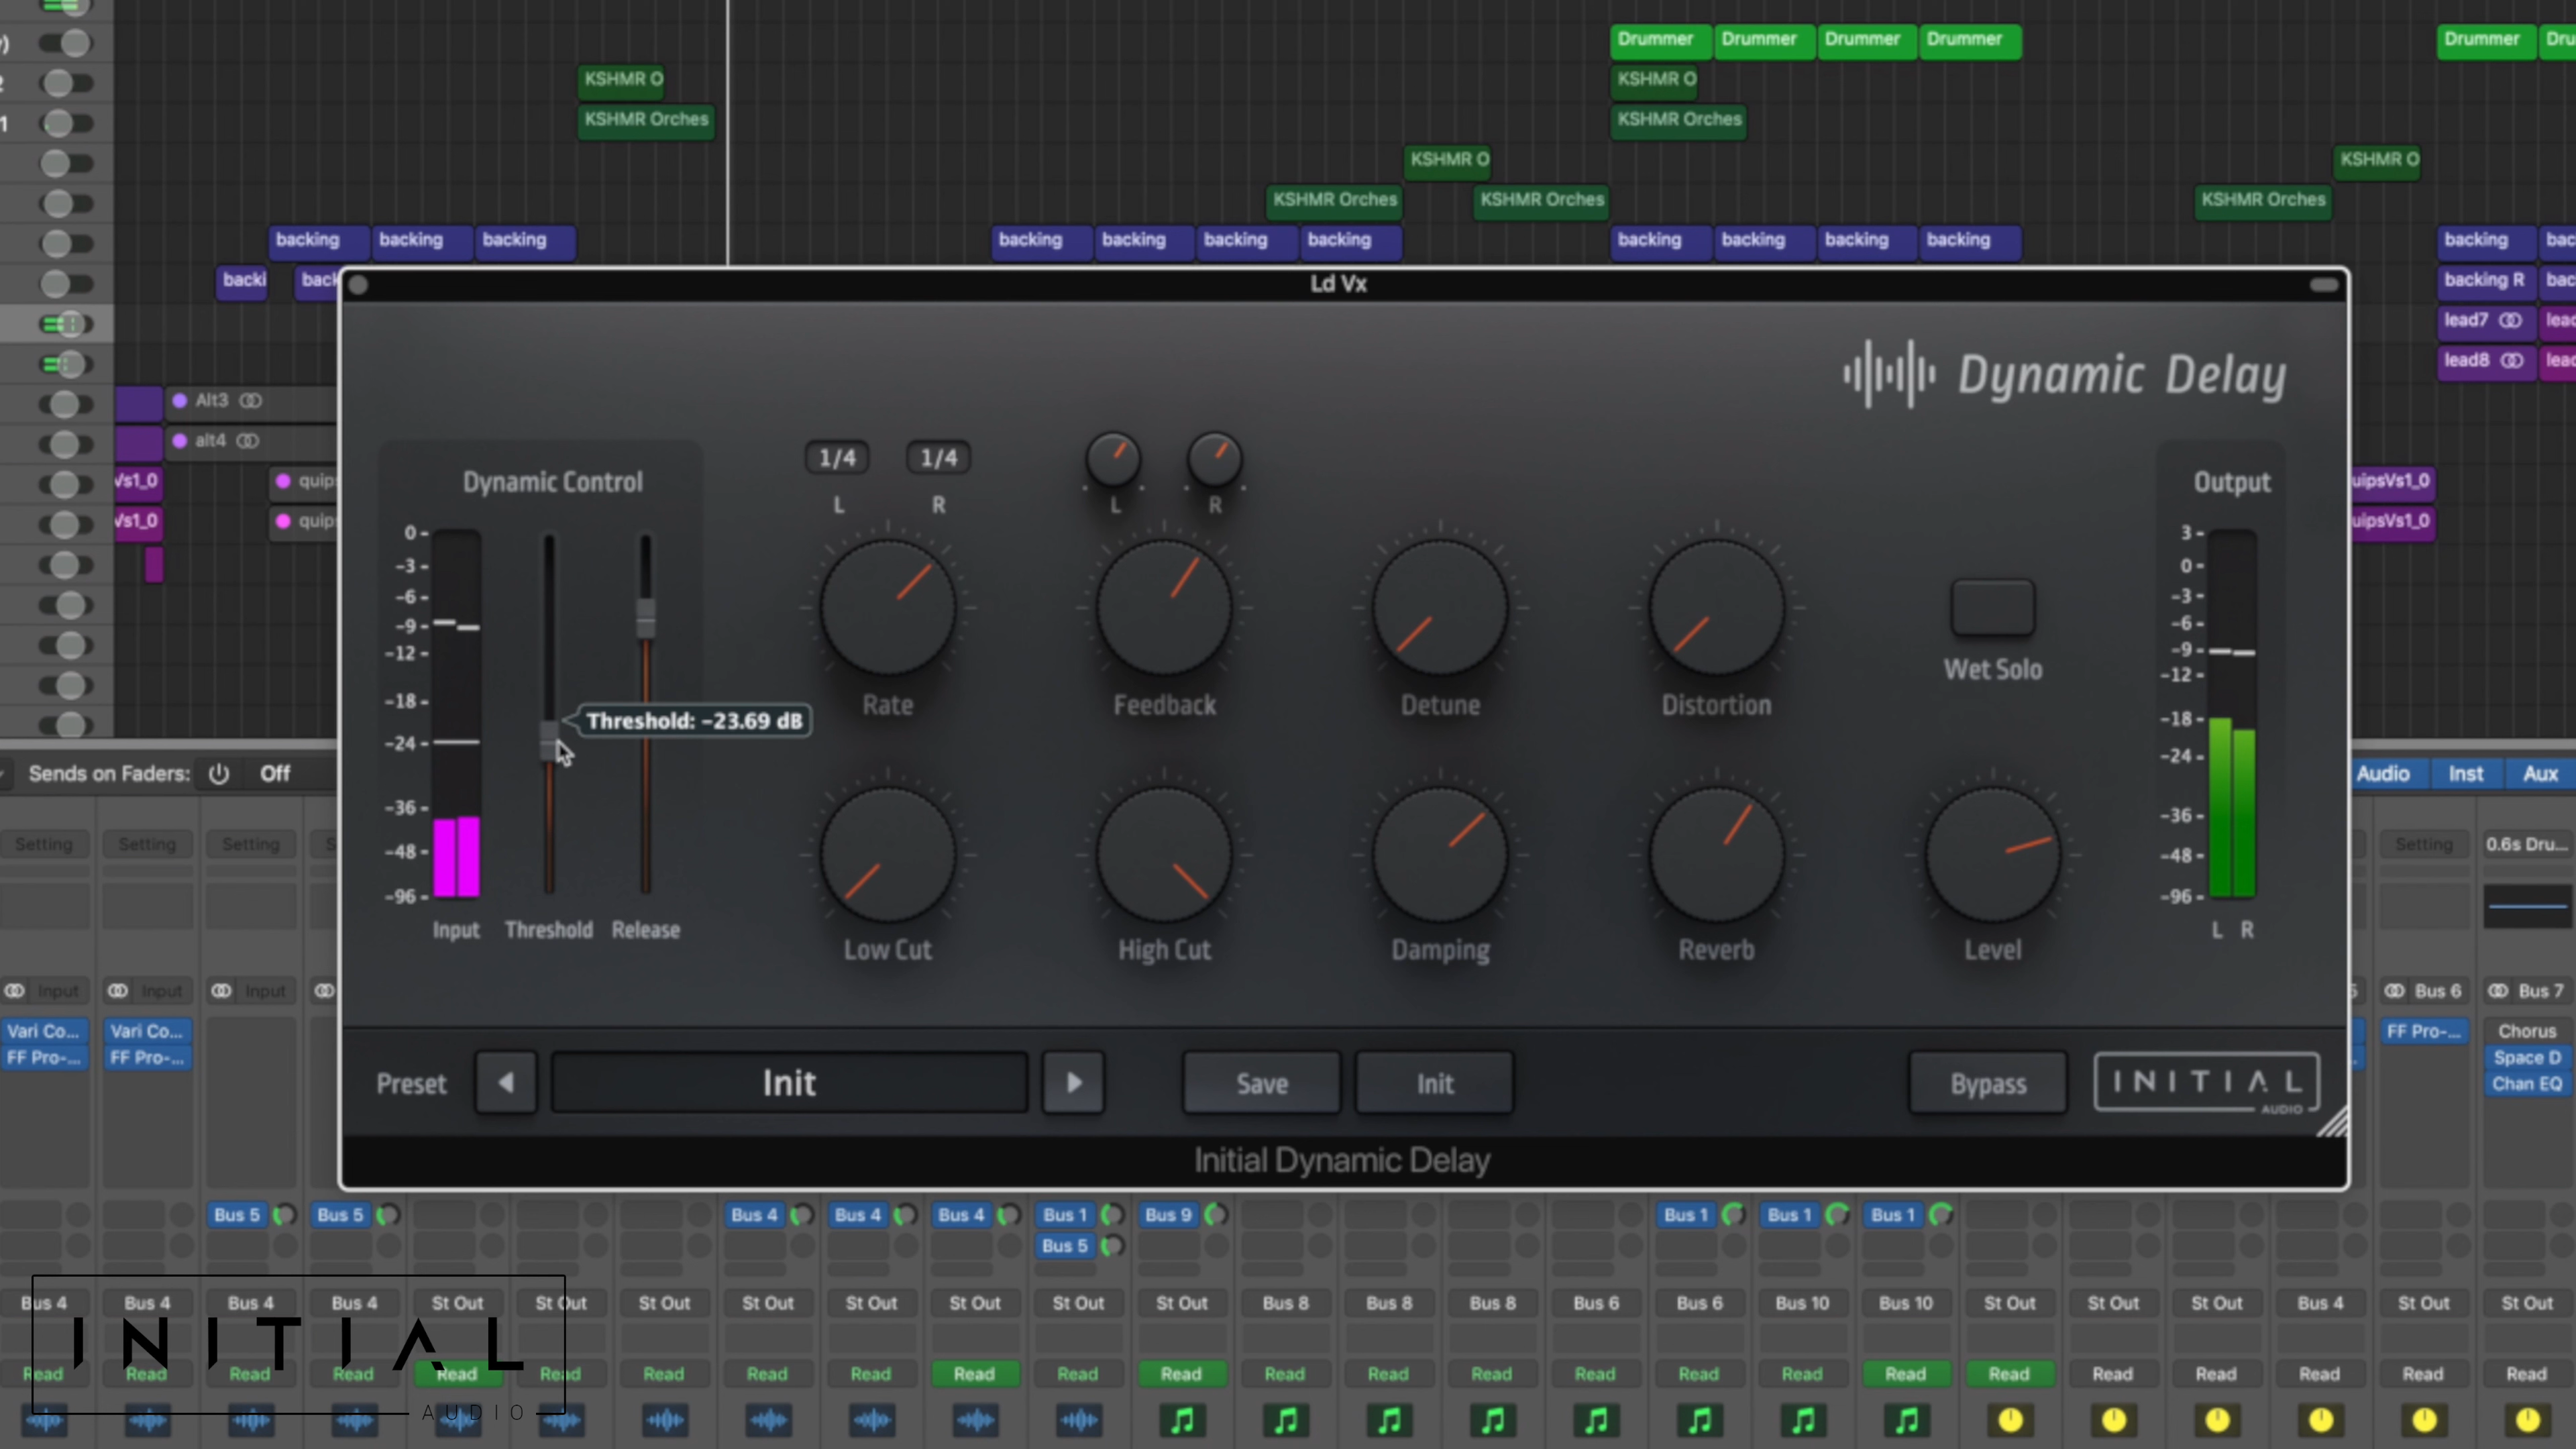 Drummer Drummer Drummer Drummer Drummer
KSHMR O KSHMR O
KSHMR Orches KSHMR Orches
KSHMR O KSHMR O
KSHMR Orches KSHMR Orches KSHMR Orches
backing backing backing backing backing backing backing backing backing backing backing backing
backing R
lead7
lead8
Alt3
alt4
Vs1_0
Vs1_0
uipsVs1_0
uipsVs1_0
Ld Vx
Dynamic Delay
Dynamic Control
1/4 1/4
L R L R
0 -3 -6 -9 -12 -18 -24 -36 -48 -96
Threshold: -23.69 dB
Input Threshold Release
Rate Feedback Detune Distortion
Wet Solo
Low Cut High Cut Damping Reverb Level
Output
3 0 -3 -6 -9 -12 -18 -24 -36 -48 -96
L R
Preset Init Save Init Bypass
INITIAL
AUDIO
Initial Dynamic Delay
Sends on Faders: Off
Audio Inst Aux
Setting Setting Setting Setting 0.6s Dru...
Input Input Input Bus 6 Bus 7
Vari Co... Vari Co... FF Pro-... Chorus
FF Pro-... FF Pro-... Space D
Chan EQ
Bus 5 Bus 5 Bus 4 Bus 4 Bus 4 Bus 1 Bus 9 Bus 1 Bus 1 Bus 1
Bus 5
Bus 4 Bus 4 Bus 4 Bus 4 St Out St Out St Out St Out St Out St Out St Out St Out Bus 8 Bus 8 Bus 8 Bus 6 Bus 6 Bus 10 Bus 10 St Out St Out St Out Bus 4 St Out St Out
INITIAL
Read Read Read Read Read Read Read Read Read Read Read Read Read Read Read Read Read Read Read Read Read Read Read Read Read
AUDIO